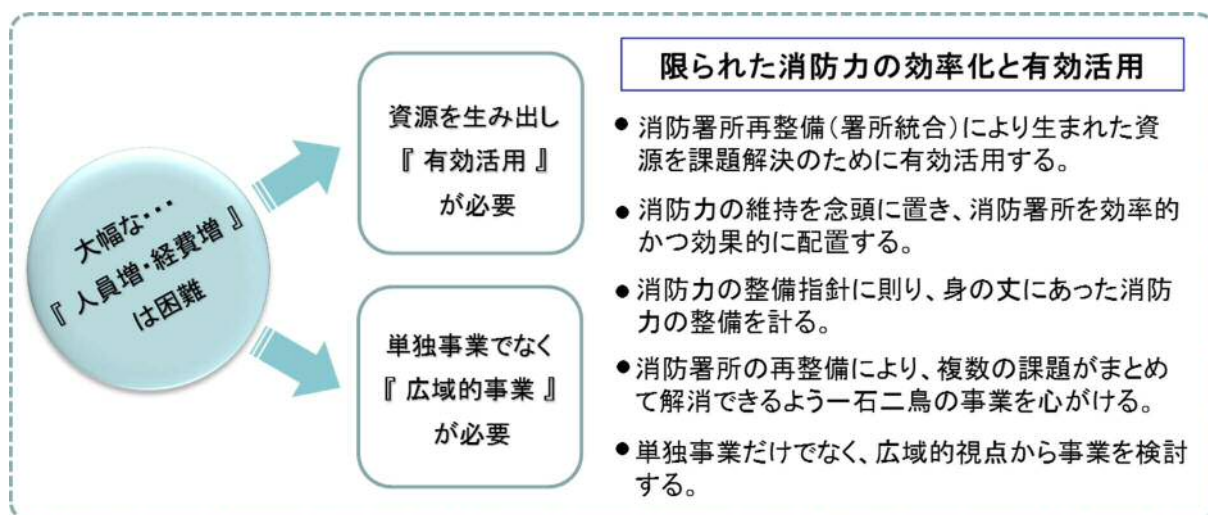 大幅な・・・
『 人員増・経費増 』
は困難
資源を生み出し
『 有効活用 』
が必要
単独事業でなく
『 広域的事業 』
が必要
限られた消防力の効率化と有効活用
● 消防署所再整備(署所統合)により生まれた資
源を課題解決のために有効活用する。
● 消防力の維持を念頭に置き、消防署所を効率的
かつ効果的に配置する。
● 消防力の整備指針に則り、身の丈にあった消防
力の整備を計る。
● 消防署所の再整備により、複数の課題がまとめ
て解消できるよう一石二鳥の事業を心がける。
● 単独事業だけでなく、広域的視点から事業を検討
する。